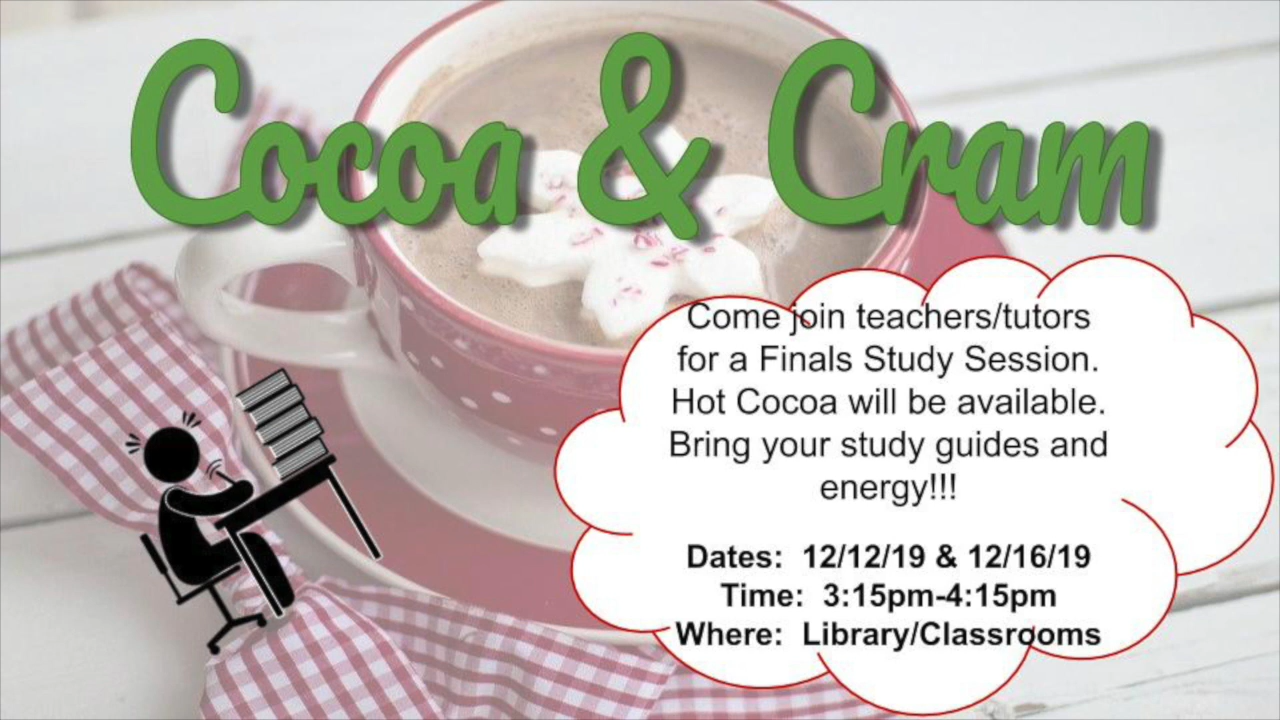 Cocoa & Cram
Come join teachers/tutors
for a Finals Study Session.
Hot Cocoa will be available.
Bring your study guides and
energy!!!
Dates: 12/12/19 & 12/16/19
Time: 3:15pm-4:15pm
Where: Library/Classrooms